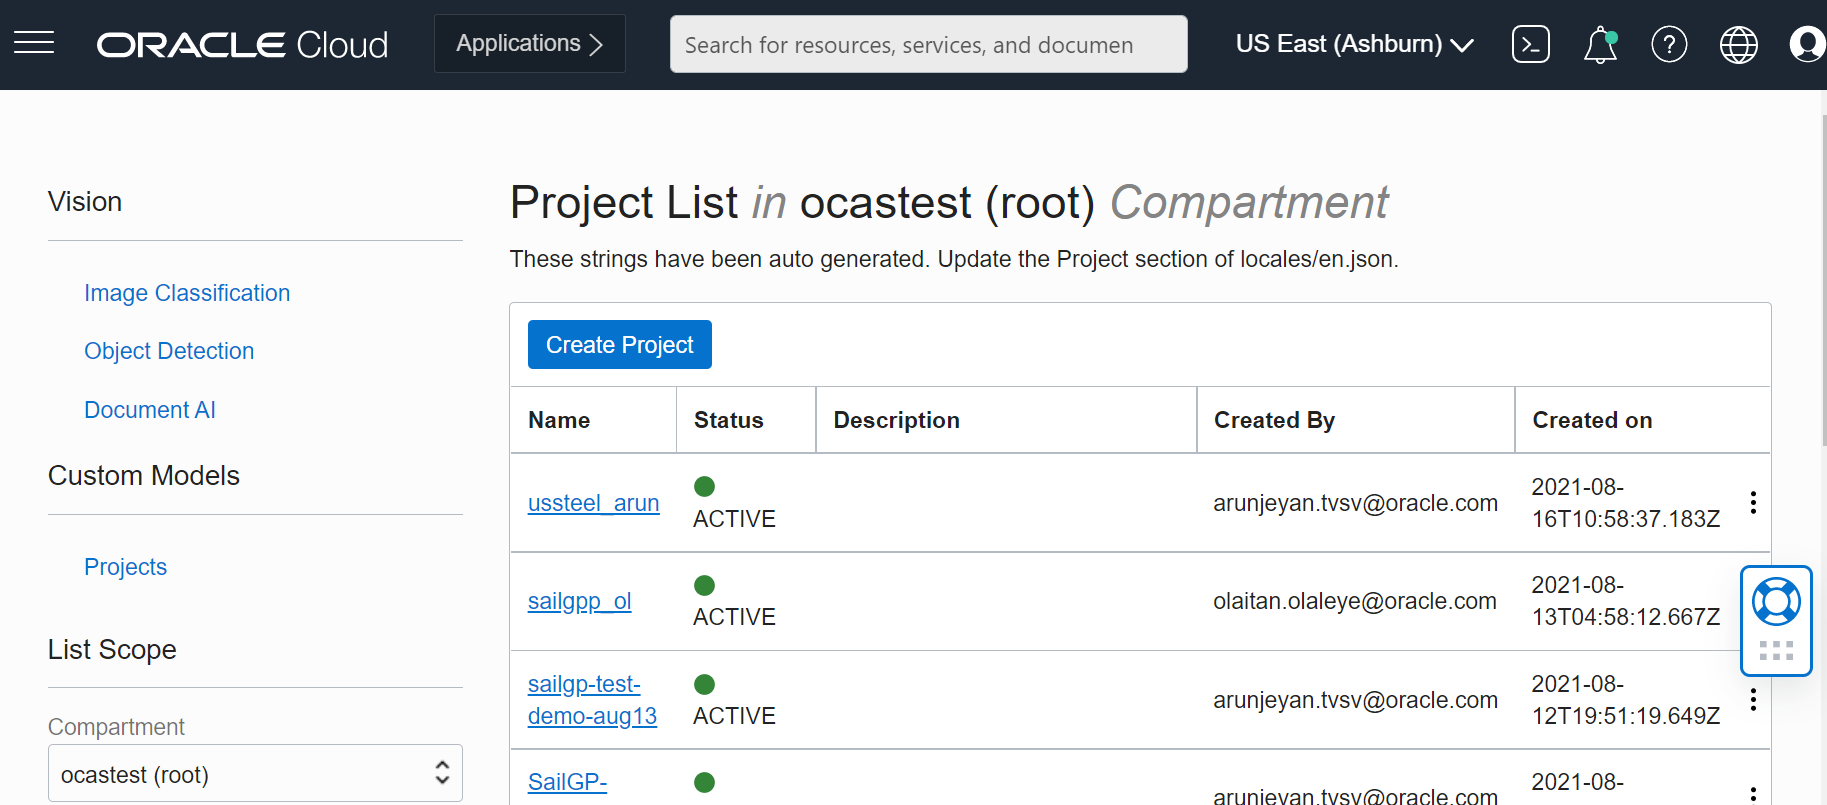 ORACLE Cloud
Applications
Search for resources, services, and documen
US East (Ashburn)
Vision
Image Classification
Object Detection
Document AI
Custom Models
Projects
List Scope
Compartment
ocastest (root)
Project List in ocastest (root) Compartment
These strings have been auto generated. Update the Project section of locales/en.json.
Create Project
Name Status Description Created By Created on
ussteel_arun ACTIVE arunjeyan.tvsv@oracle.com 2021-08-
16T10:58:37.183Z
sailgpp_ol ACTIVE olaitan.olaleye@oracle.com 2021-08-
13T04:58:12.667Z
sailgp-test- arunjeyan.tvsv@oracle.com 2021-08-
demo-aug13 ACTIVE 12T19:51:19.649Z
SailGP- 2021-08-
arunjeyan.tvsv@oracle.com